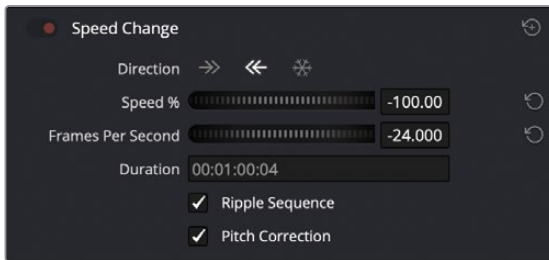 Speed Change
Direction
Speed % -100.00
Frames Per Second -24.000
Duration 00:01:00:04
Ripple Sequence
Pitch Correction